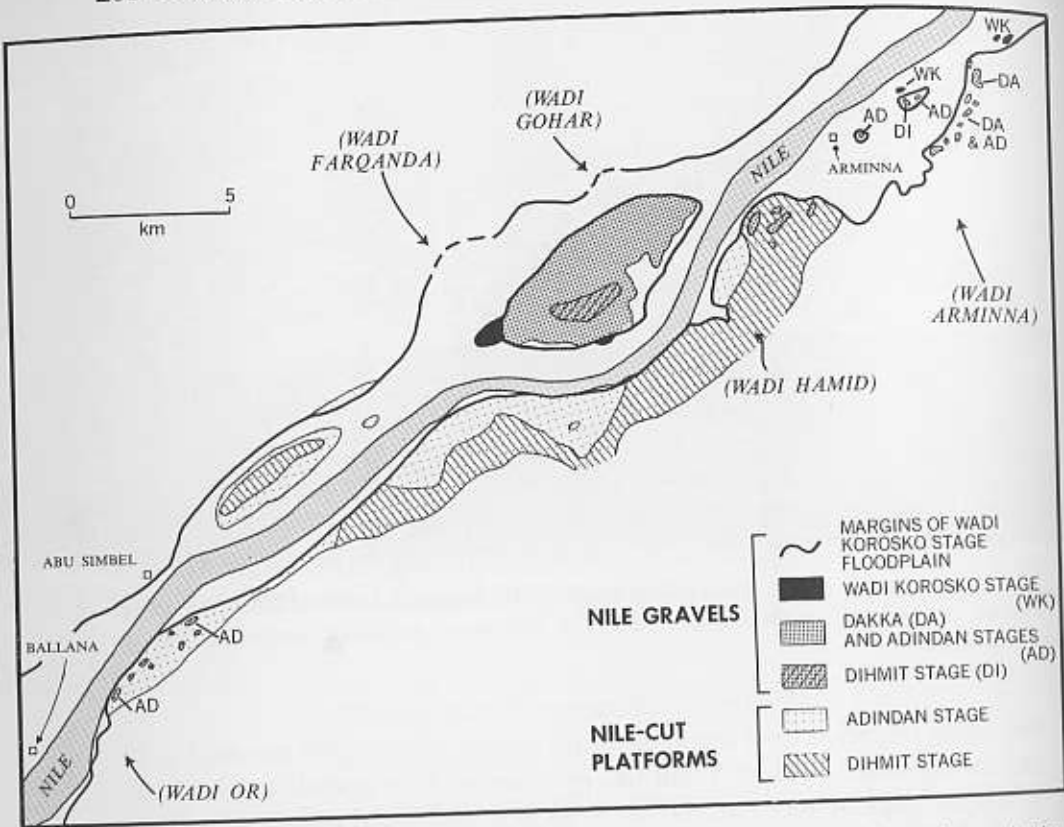 WK
DA
WK
AD
DI
AD
DA
& AD
NILE
ARMINNA
(WADI
GOHAR)
(WADI
FARQANDA)
0 5
km
(WADI
ARMINNA)
(WADI HAMID)
ABU SIMBEL
BALLANA
AD
AD
NILE
(WADI OR)
NILE GRAVELS
MARGINS OF WADI
KOROSKO STAGE
FLOODPLAIN
WADI KOROSKO STAGE
(WK)
DAKKA (DA)
AND ADINDAN STAGES
(AD)
DIHMIT STAGE (DI)
NILE-CUT
PLATFORMS
ADINDAN STAGE
DIHMIT STAGE